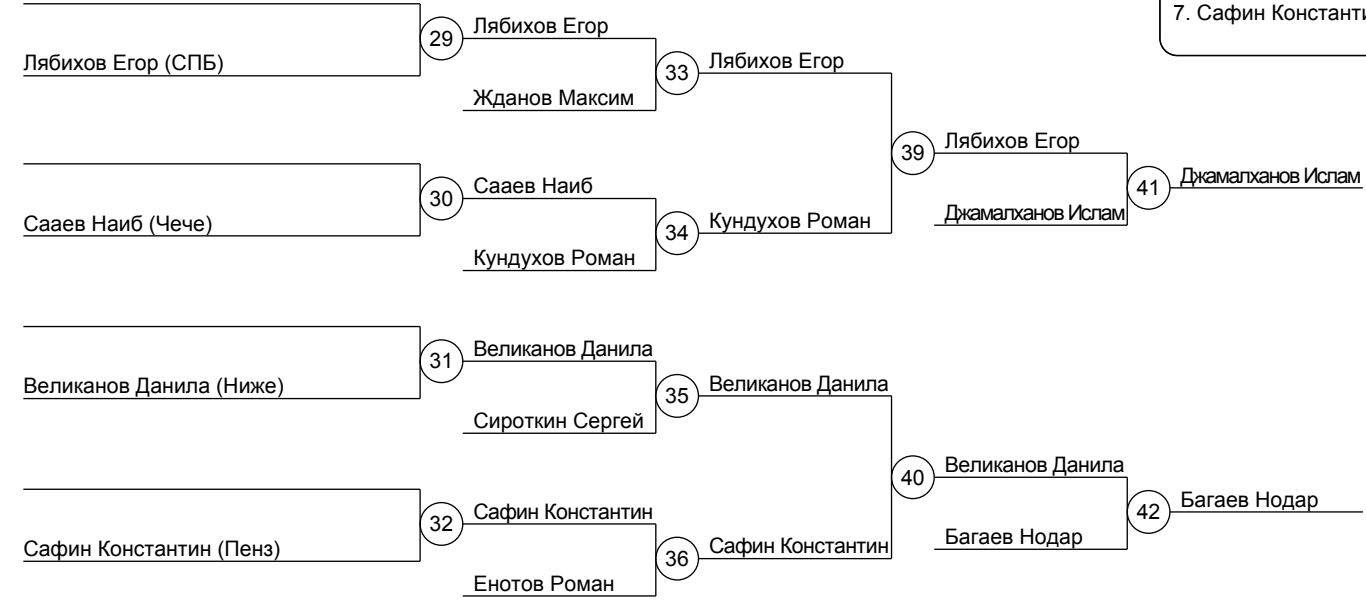 7. Сафин Константи
29
Лябихов Егор
Лябихов Егор (СПБ)
33
Лябихов Егор
Жданов Максим
39
Лябихов Егор
30
Сааев Наиб
Сааев Наиб (Чече)
34
Кундухов Роман
Кундухов Роман
41
Джамалханов Ислам
Джамалханов Ислам
31
Великанов Данила
Великанов Данила (Ниже)
35
Великанов Данила
Сироткин Сергей
40
Великанов Данила
32
Сафин Константин
Сафин Константин (Пенз)
36
Сафин Константин
Енотов Роман
42
Багаев Нодар
Багаев Нодар